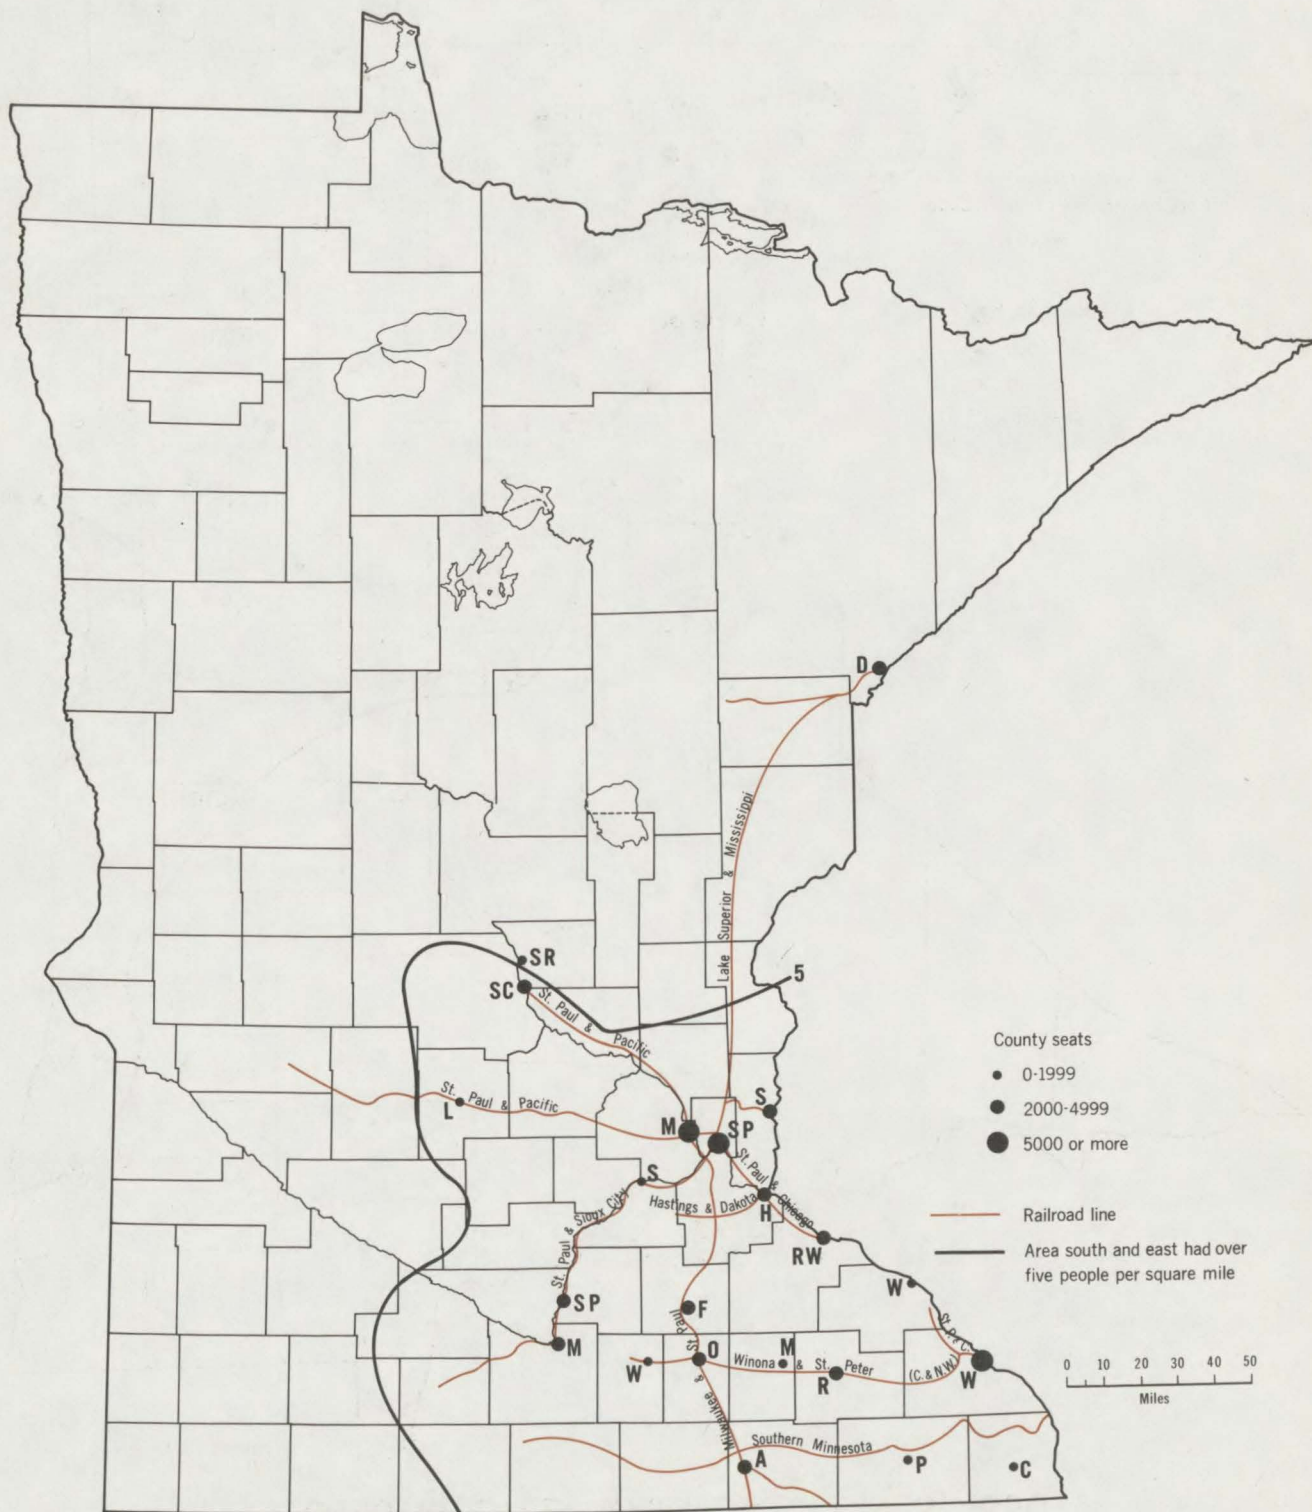 D
Lake Superior & Mississippi
SR
5
SC
St. Paul & Pacific
County seats
0-1999
2000-4999
5000 or more
St. Paul & Pacific
L
S
M
SP
S
St. Paul & Chicago
Hastings & Dakota
H
RW
St. Paul & Sioux City
Railroad line
Area south and east had over
five people per square mile
W
SP
F
St. P. & C.
M
W
O
Winona & St. Peter
M
R
(C. & N.W.)
W
0 10 20 30 40 50
Miles
Milwaukee & St. Paul
Southern Minnesota
A
P
C